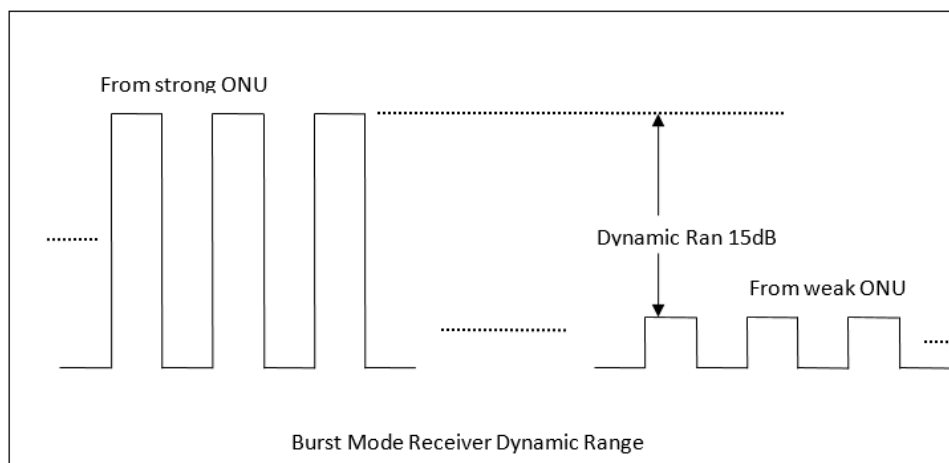 From strong ONU
Dynamic Ran 15dB
From weak ONU
Burst Mode Receiver Dynamic Range